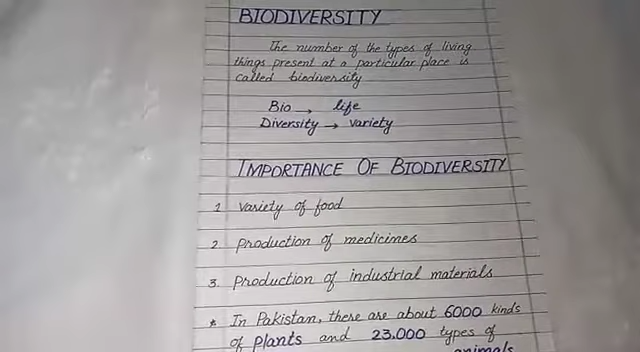 BIODIVERSITY
The number of the types of living
things present at a particular place is
called biodiversity
Bio → life
Diversity → variety
IMPORTANCE OF BIODIVERSITY
1 Variety of food
2. Production of medicines
3. Production of industrial materials
* In Pakistan, there are about 6000 kinds
of plants and 23.000 types of
animals